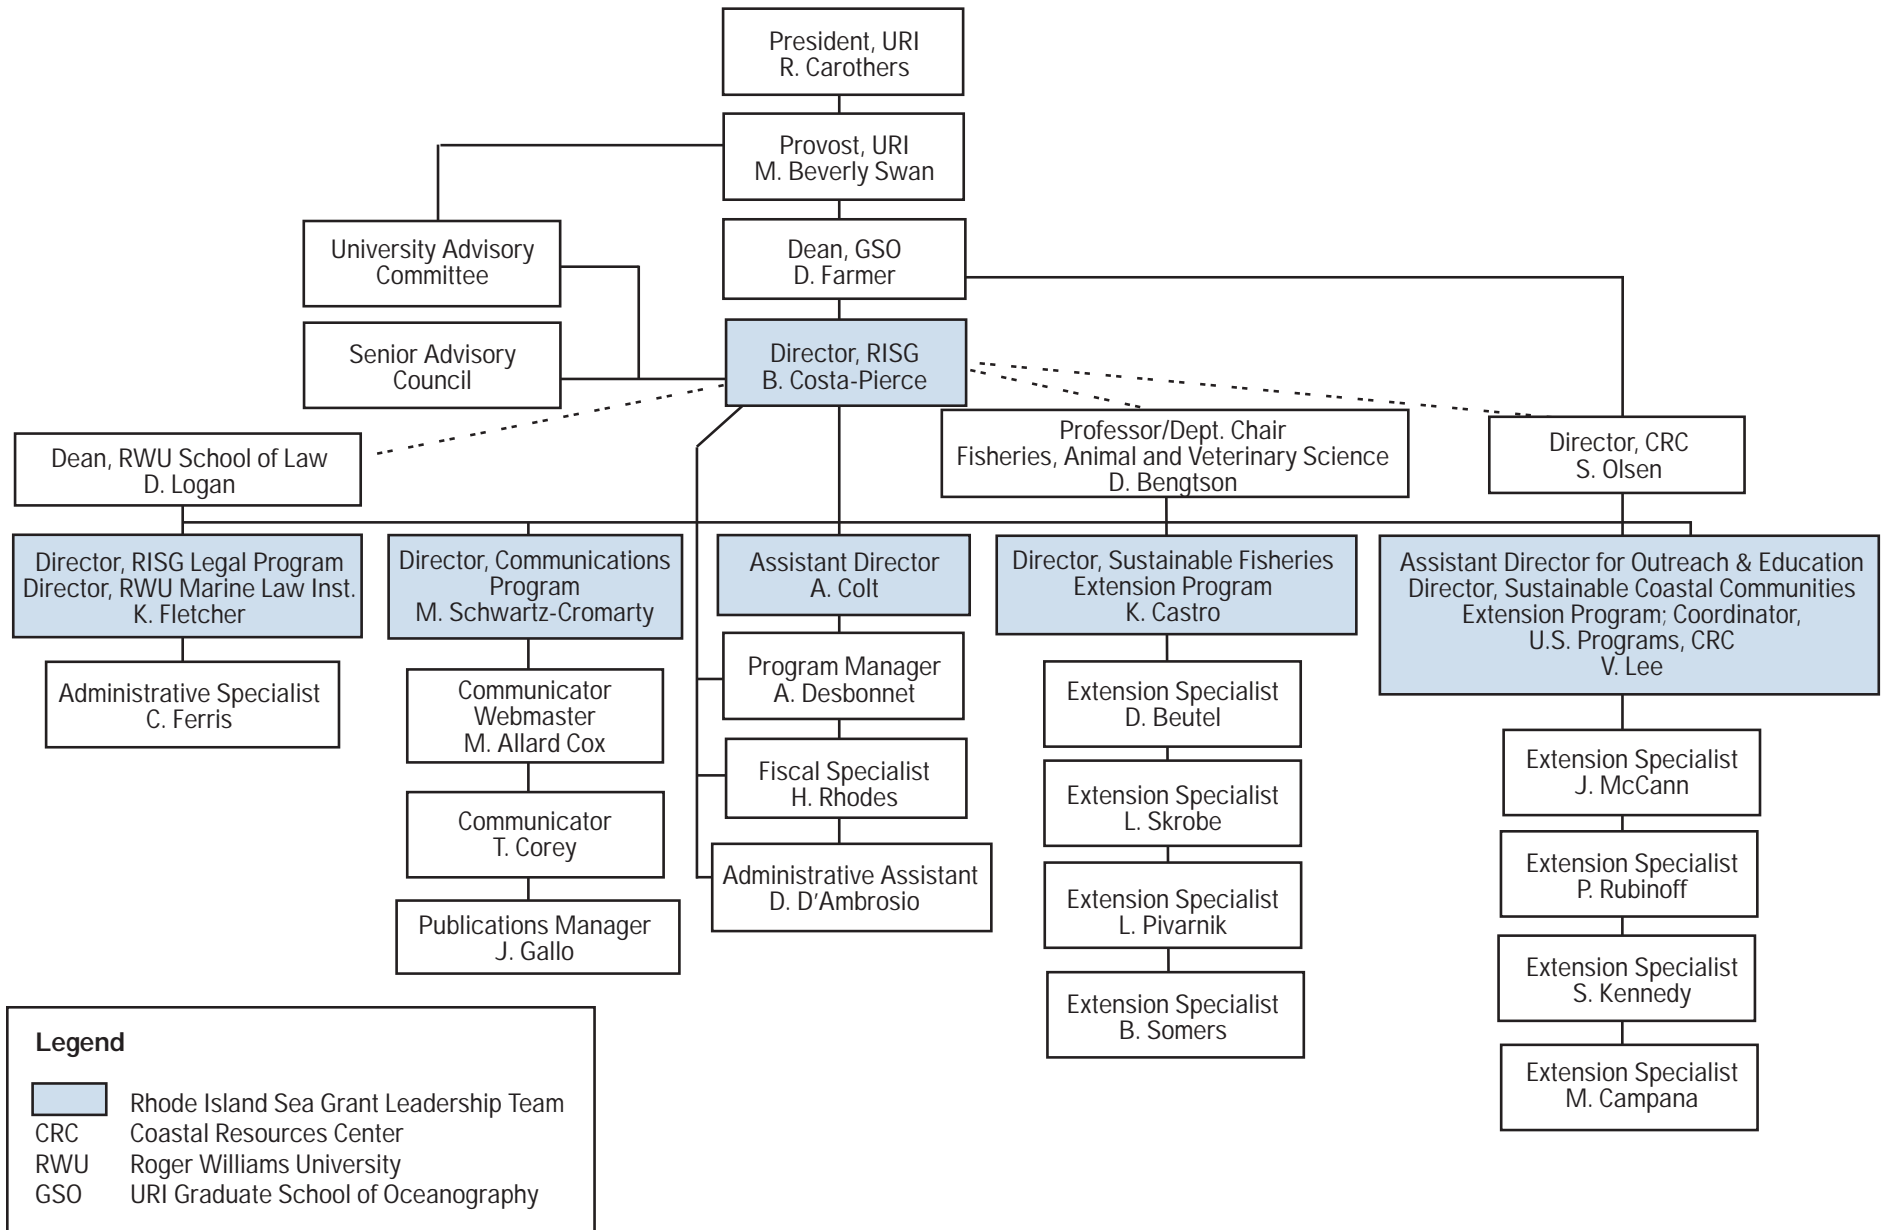 President, URI
R. Carothers
Provost, URI
M. Beverly Swan
University Advisory
Committee
Dean, GSO
D. Farmer
Senior Advisory
Council
Director, RISG
B. Costa-Pierce
Dean, RWU School of Law
D. Logan
Professor/Dept. Chair
Fisheries, Animal and Veterinary Science
D. Bengtson
Director, CRC
S. Olsen
Director, RISG Legal Program
Director, RWU Marine Law Inst.
K. Fletcher
Administrative Specialist
C. Ferris
Director, Communications
Program
M. Schwartz-Cromarty
Communicator
Webmaster
M. Allard Cox
Communicator
T. Corey
Publications Manager
J. Gallo
Assistant Director
A. Colt
Program Manager
A. Desbonnet
Fiscal Specialist
H. Rhodes
Administrative Assistant
D. D’Ambrosio
Director, Sustainable Fisheries
Extension Program
K. Castro
Extension Specialist
D. Beutel
Extension Specialist
L. Skrobe
Extension Specialist
L. Pivarnik
Extension Specialist
B. Somers
Assistant Director for Outreach & Education
Director, Sustainable Coastal Communities
Extension Program; Coordinator,
U.S. Programs, CRC
V. Lee
Extension Specialist
J. McCann
Extension Specialist
P. Rubinoff
Extension Specialist
S. Kennedy
Extension Specialist
M. Campana
Legend
Rhode Island Sea Grant Leadership Team
CRC Coastal Resources Center
RWU Roger Williams University
GSO URI Graduate School of Oceanography